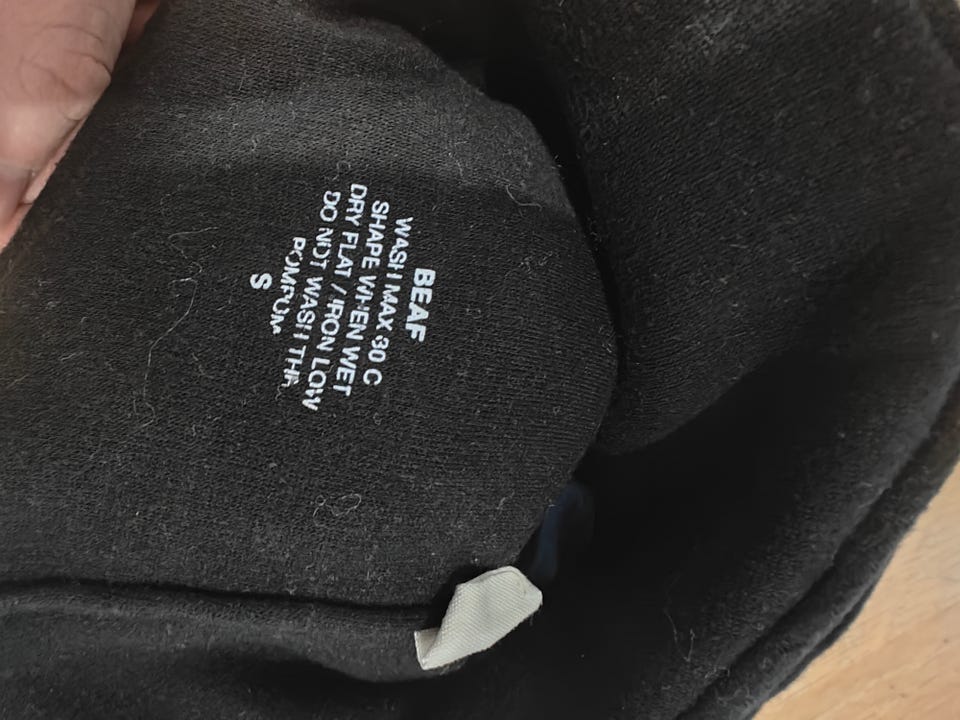 BEAF
WASH MAX 30 C
SHAPE WHEN WET
DRY FLAT / IRON LOW
DO NOT WASH THE
POMPOM
S